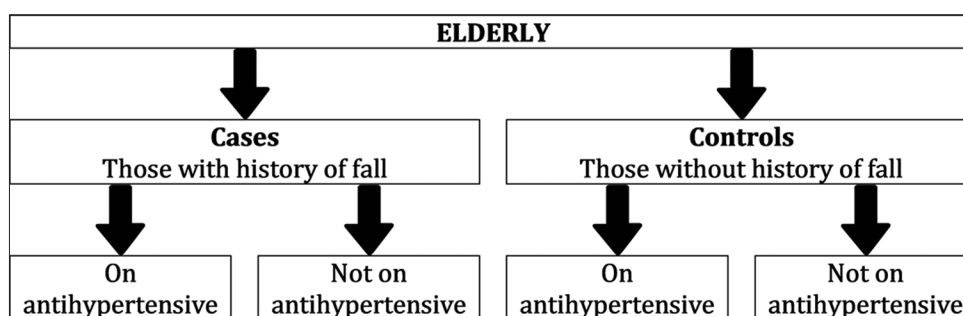 ELDERLY
Cases
Those with history of fall
Controls
Those without history of fall
On
antihypertensive
Not on
antihypertensive
On
antihypertensive
Not on
antihypertensive